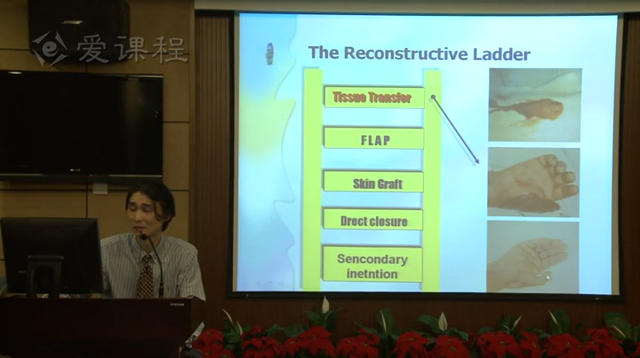 爱课程
The Reconstructive Ladder
Tissue Transfer
FLAP
Skin Graft
Drect closure
Sencondary
inetntion